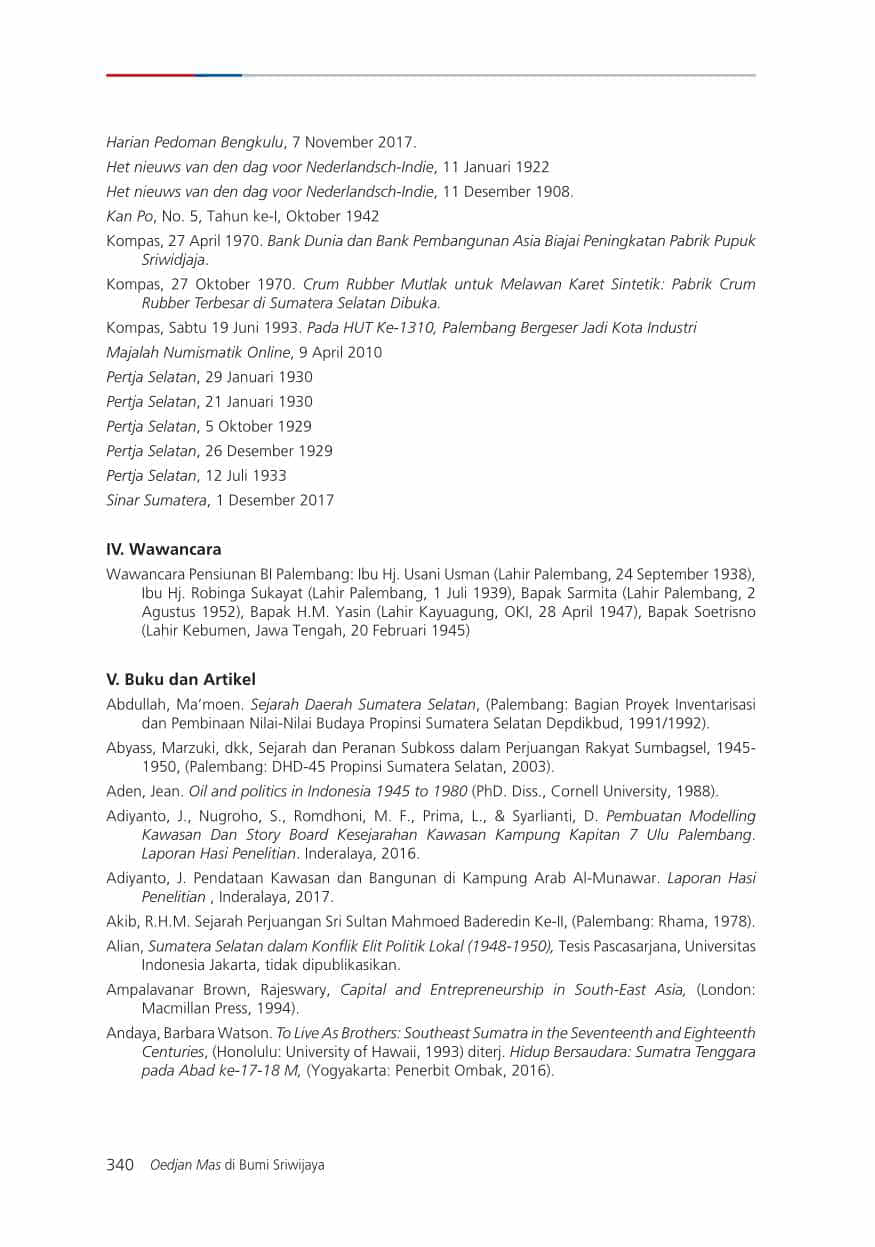 Harian Pedoman Bengkulu, 7 November 2017.
Het nieuws van den dag voor Nederlandsch-Indie, 11 Januari 1922
Het nieuws van den dag voor Nederlandsch-Indie, 11 Desember 1908.
Kan Po, No. 5, Tahun ke-I, Oktober 1942
Kompas, 27 April 1970. Bank Dunia dan Bank Pembangunan Asia Biajai Peningkatan Pabrik Pupuk
Sriwidjaja.
Kompas, 27 Oktober 1970. Crum Rubber Mutlak untuk Melawan Karet Sintetik: Pabrik Crum
Rubber Terbesar di Sumatera Selatan Dibuka.
Kompas, Sabtu 19 Juni 1993. Pada HUT Ke-1310, Palembang Bergeser Jadi Kota Industri
Majalah Numismatik Online, 9 April 2010
Pertja Selatan, 29 Januari 1930
Pertja Selatan, 21 Januari 1930
Pertja Selatan, 5 Oktober 1929
Pertja Selatan, 26 Desember 1929
Pertja Selatan, 12 Juli 1933
Sinar Sumatera, 1 Desember 2017
IV. Wawancara
Wawancara Pensiunan BI Palembang: Ibu Hj. Usani Usman (Lahir Palembang, 24 September 1938),
Ibu Hj. Robinga Sukayat (Lahir Palembang, 1 Juli 1939), Bapak Sarmita (Lahir Palembang, 2
Agustus 1952), Bapak H.M. Yasin (Lahir Kayuagung, OKI, 28 April 1947), Bapak Soetrisno
(Lahir Kebumen, Jawa Tengah, 20 Februari 1945)
V. Buku dan Artikel
Abdullah, Ma’moen. Sejarah Daerah Sumatera Selatan, (Palembang: Bagian Proyek Inventarisasi
dan Pembinaan Nilai-Nilai Budaya Propinsi Sumatera Selatan Depdikbud, 1991/1992).
Abyass, Marzuki, dkk, Sejarah dan Peranan Subkoss dalam Perjuangan Rakyat Sumbagsel, 1945-
1950, (Palembang: DHD-45 Propinsi Sumatera Selatan, 2003).
Aden, Jean. Oil and politics in Indonesia 1945 to 1980 (PhD. Diss., Cornell University, 1988).
Adiyanto, J., Nugroho, S., Romdhoni, M. F., Prima, L., & Syarlianti, D. Pembuatan Modelling
Kawasan Dan Story Board Kesejarahan Kawasan Kampung Kapitan 7 Ulu Palembang.
Laporan Hasi Penelitian. Inderalaya, 2016.
Adiyanto, J. Pendataan Kawasan dan Bangunan di Kampung Arab Al-Munawar. Laporan Hasi
Penelitian , Inderalaya, 2017.
Akib, R.H.M. Sejarah Perjuangan Sri Sultan Mahmoed Baderedin Ke-II, (Palembang: Rhama, 1978).
Alian, Sumatera Selatan dalam Konflik Elit Politik Lokal (1948-1950), Tesis Pascasarjana, Universitas
Indonesia Jakarta, tidak dipublikasikan.
Ampalavanar Brown, Rajeswary, Capital and Entrepreneurship in South-East Asia, (London:
Macmillan Press, 1994).
Andaya, Barbara Watson. To Live As Brothers: Southeast Sumatra in the Seventeenth and Eighteenth
Centuries, (Honolulu: University of Hawaii, 1993) diterj. Hidup Bersaudara: Sumatra Tenggara
pada Abad ke-17-18 M, (Yogyakarta: Penerbit Ombak, 2016).
340 Oedjan Mas di Bumi Sriwijaya